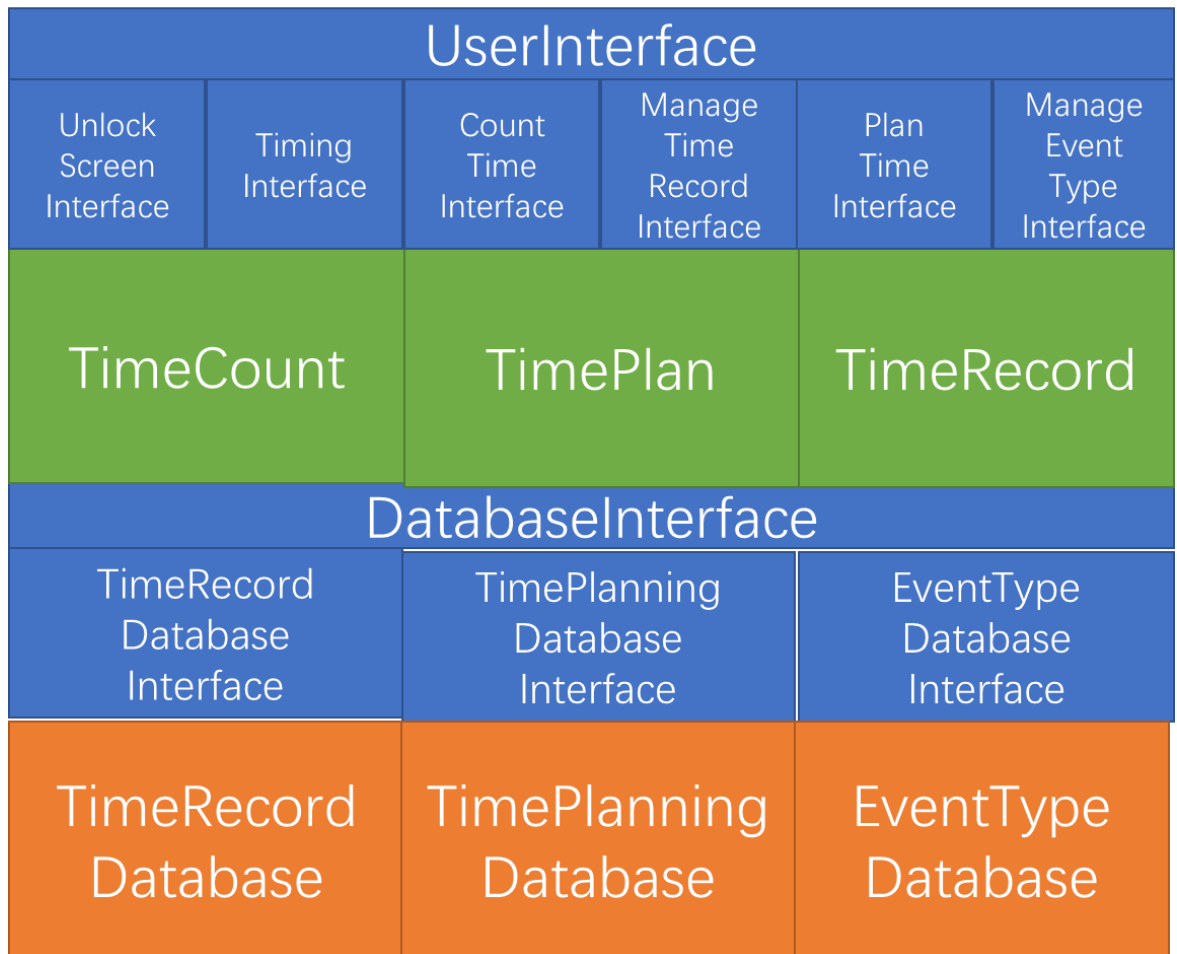 UserInterface
Unlock
Screen
Interface
Timing
Interface
Count
Time
Interface
Manage
Time
Record
Interface
Plan
Time
Interface
Manage
Event
Type
Interface
TimeCount
TimePlan
TimeRecord
DatabaseInterface
TimeRecord
Database
Interface
TimePlanning
Database
Interface
EventType
Database
Interface
TimeRecord
Database
TimePlanning
Database
EventType
Database